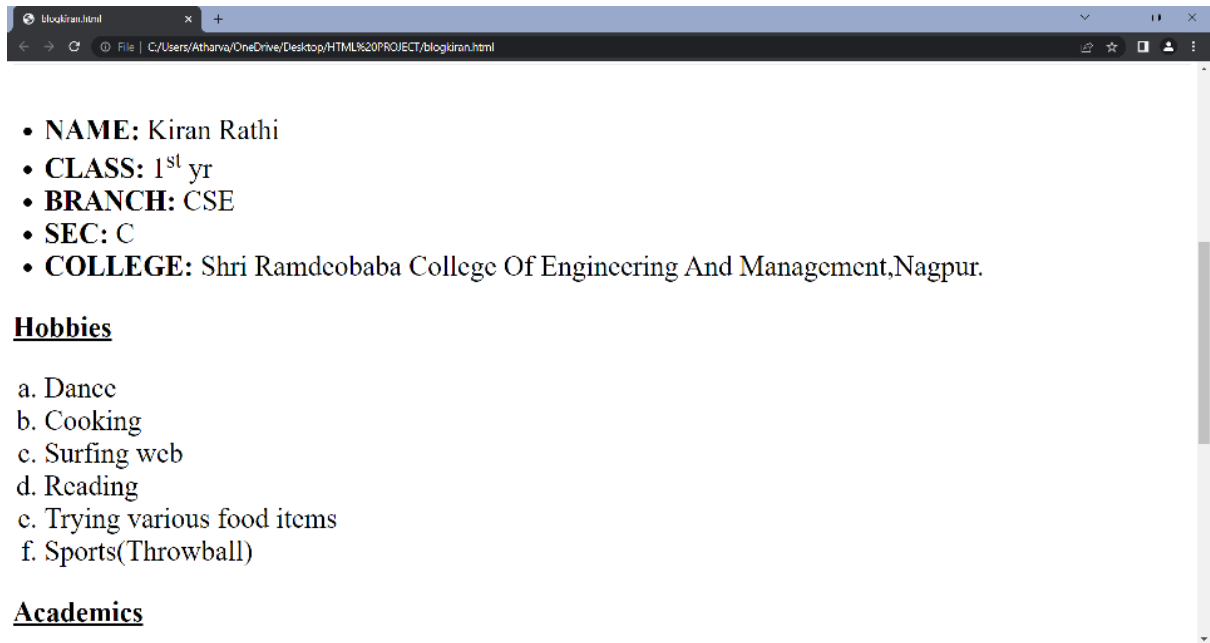 blogkiran.html
File | C:/Users/Atharva/OneDrive/Desktop/HTML%20PROJECT/blogkiran.html
• NAME: Kiran Rathi
• CLASS: 1st yr
• BRANCH: CSE
• SEC: C
• COLLEGE: Shri Ramdeobaba College Of Engineering And Management,Nagpur.
Hobbies
a. Dance
b. Cooking
c. Surfing web
d. Reading
e. Trying various food items
f. Sports(Throwball)
Academics